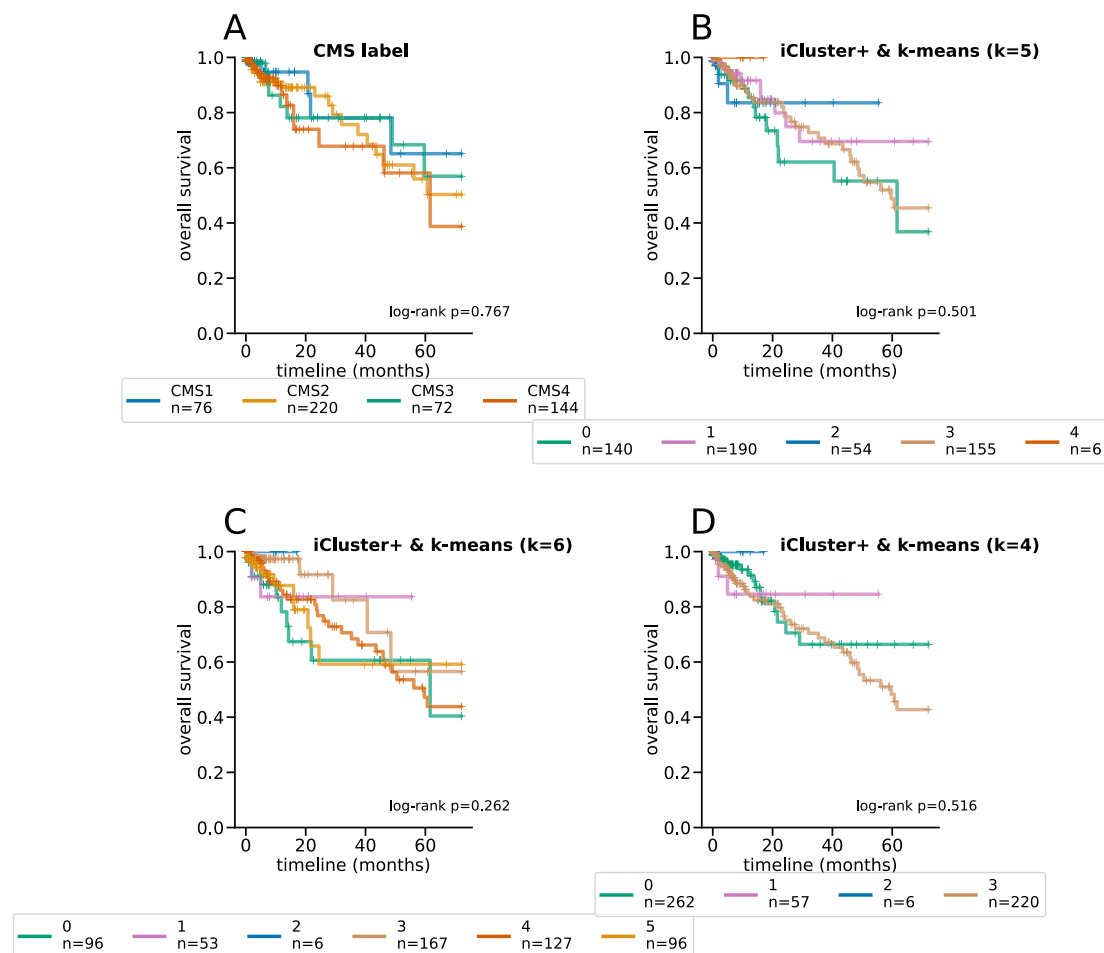 A
CMS label
1.0
0.8
0.6
0.4
0.2
0.0
overall survival
log-rank p=0.767
0 20 40 60
timeline (months)
CMS1 CMS2 CMS3 CMS4
n=76 n=220 n=72 n=144
B
iCluster+ & k-means (k=5)
1.0
0.8
0.6
0.4
0.2
0.0
overall survival
log-rank p=0.501
0 20 40 60
timeline (months)
0 1 2 3 4
n=140 n=190 n=54 n=155 n=6
C
iCluster+ & k-means (k=6)
1.0
0.8
0.6
0.4
0.2
0.0
overall survival
log-rank p=0.262
0 20 40 60
timeline (months)
0 1 2 3 4 5
n=96 n=53 n=6 n=167 n=127 n=96
D
iCluster+ & k-means (k=4)
1.0
0.8
0.6
0.4
0.2
0.0
overall survival
log-rank p=0.516
0 20 40 60
timeline (months)
0 1 2 3
n=262 n=57 n=6 n=220